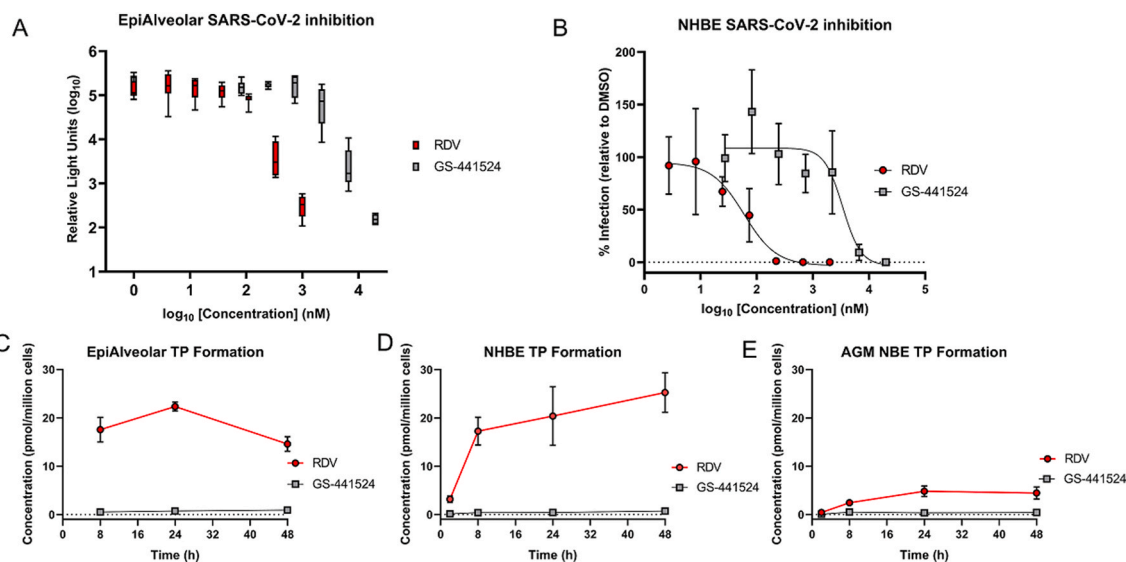 A
EpiAlveolar SARS-CoV-2 inhibition
Relative Light Units (log10)
6
5
4
3
2
1
0 1 2 3 4
log10 [Concentration] (nM)
RDV
GS-441524
B
NHBE SARS-CoV-2 inhibition
% Infection (relative to DMSO)
200
150
100
50
0
0 1 2 3 4 5
log10 [Concentration] (nM)
RDV
GS-441524
C
EpiAlveolar TP Formation
Concentration (pmol/million cells)
30
20
10
0
0 8 16 24 32 40 48
Time (h)
RDV
GS-441524
D
NHBE TP Formation
Concentration (pmol/million cells)
30
20
10
0
0 8 16 24 32 40 48
Time (h)
RDV
GS-441524
E
AGM NBE TP Formation
Concentration (pmol/million cells)
30
20
10
0
0 8 16 24 32 40 48
Time (h)
RDV
GS-441524